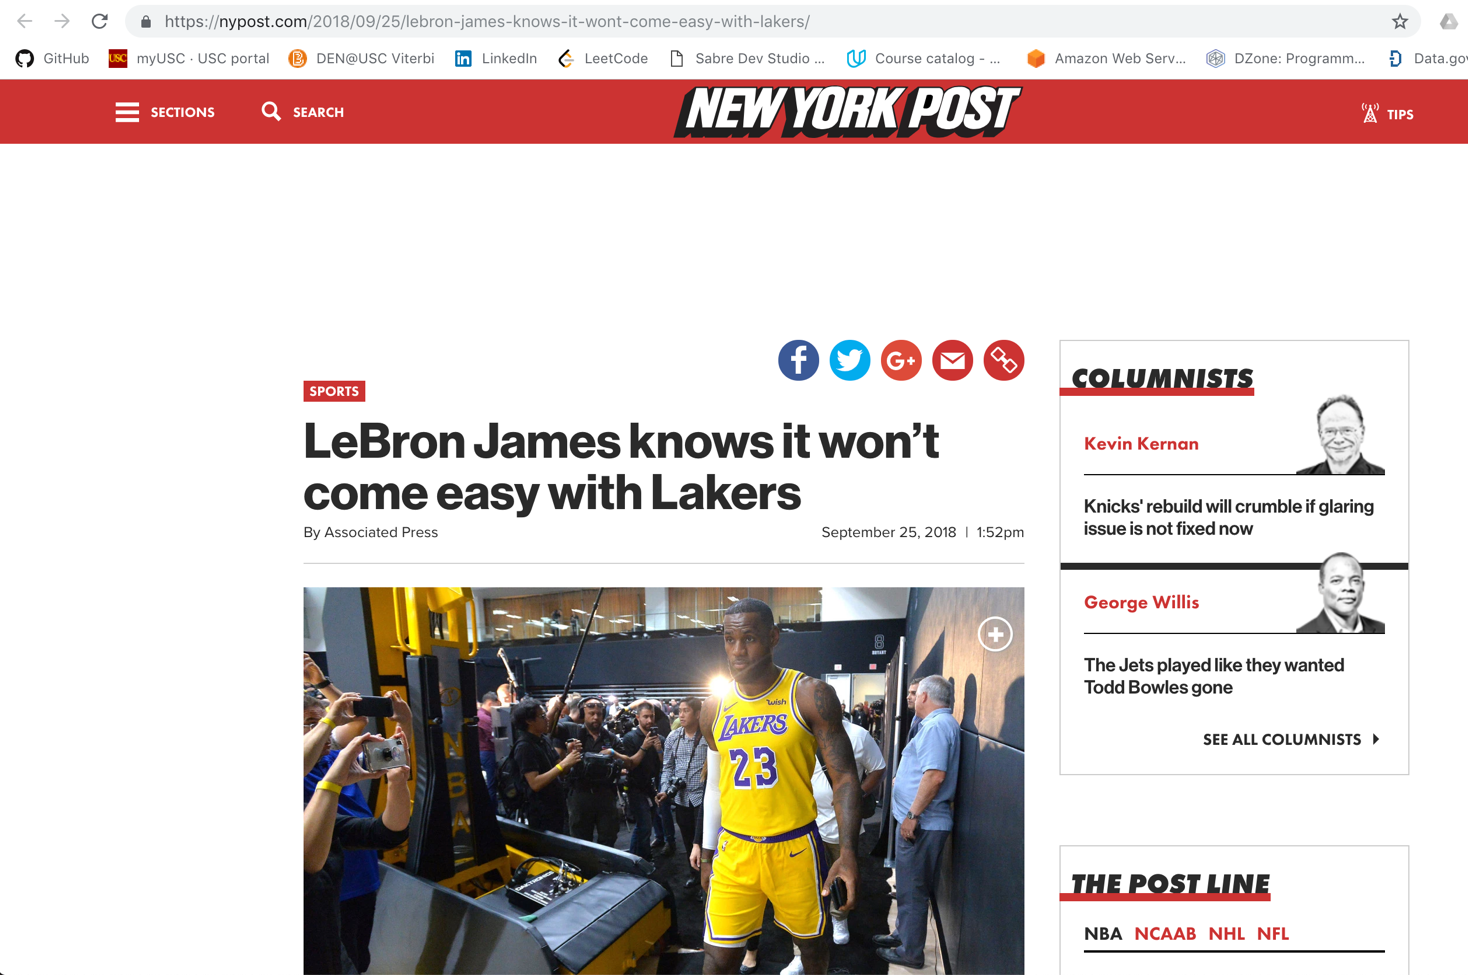 https://nypost.com/2018/09/25/lebron-james-knows-it-wont-come-easy-with-lakers/
GitHub USC myUSC · USC portal DEN@USC Viterbi LinkedIn LeetCode Sabre Dev Studio ... Course catalog - ... Amazon Web Serv... DZone: Programm... Data.gov
SECTIONS SEARCH NEW YORK POST TIPS
SPORTS
LeBron James knows it won't
come easy with Lakers
By Associated Press September 25, 2018 | 1:52pm
8
BRYANT
wish
LAKERS
23
COLUMNISTS
Kevin Kernan
Knicks' rebuild will crumble if glaring
issue is not fixed now
George Willis
The Jets played like they wanted
Todd Bowles gone
SEE ALL COLUMNISTS
THE POST LINE
NBA NCAAB NHL NFL